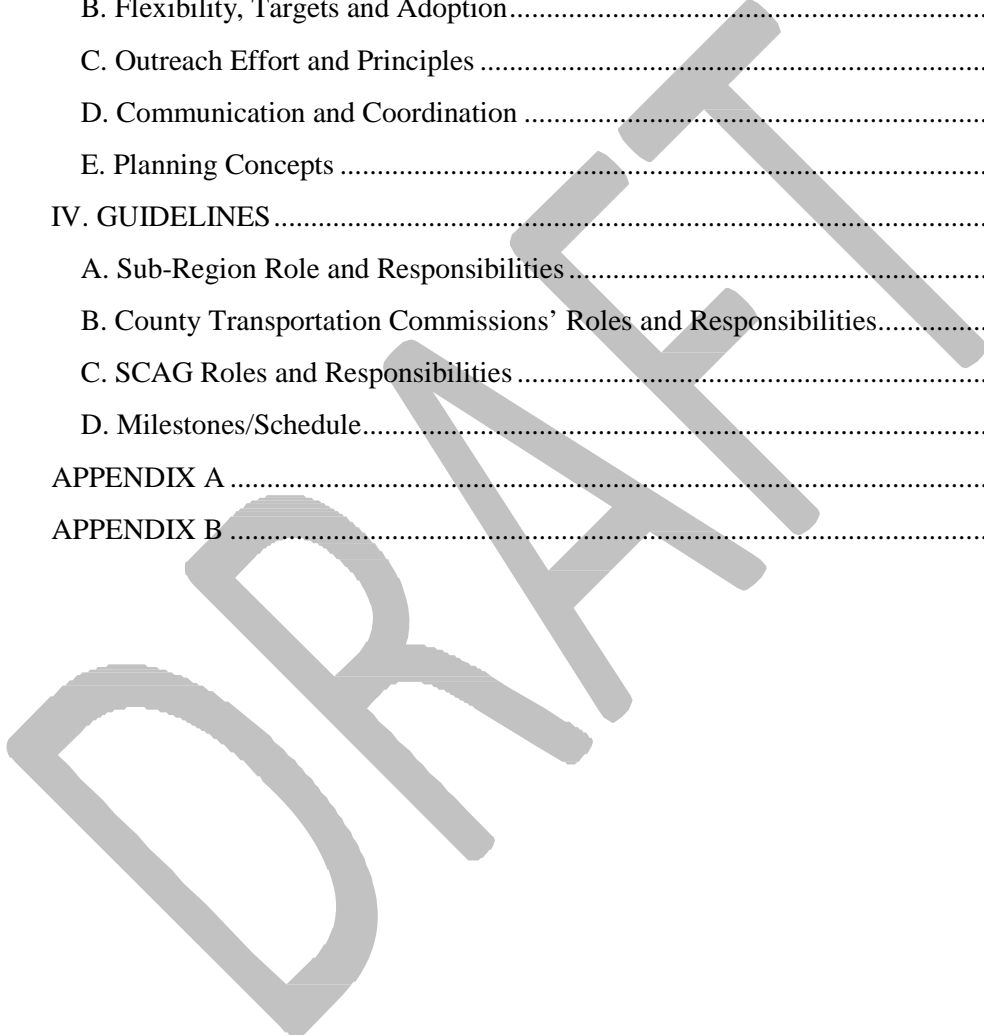 B. Flexibility, Targets and Adoption................................................................
C. Outreach Effort and Principles ....................................................................
D. Communication and Coordination ..............................................................
E. Planning Concepts .......................................................................................
IV. GUIDELINES................................................................................................
A. Sub-Region Role and Responsibilities........................................................
B. County Transportation Commissions’ Roles and Responsibilities..............
C. SCAG Roles and Responsibilities ...............................................................
D. Milestones/Schedule....................................................................................
APPENDIX A ......................................................................................................
APPENDIX B ......................................................................................................
DRAFT